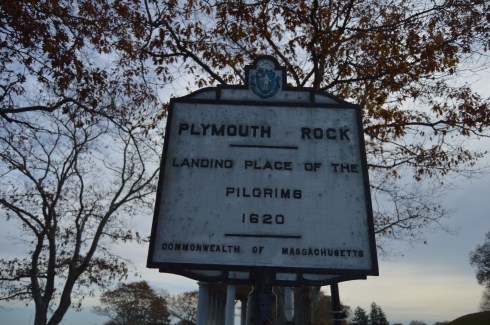 PLYMOUTH ROCK
LANDING PLACE OF THE
PILGRIMS
1620
COMMONWEALTH OF MASSACHUSETTS